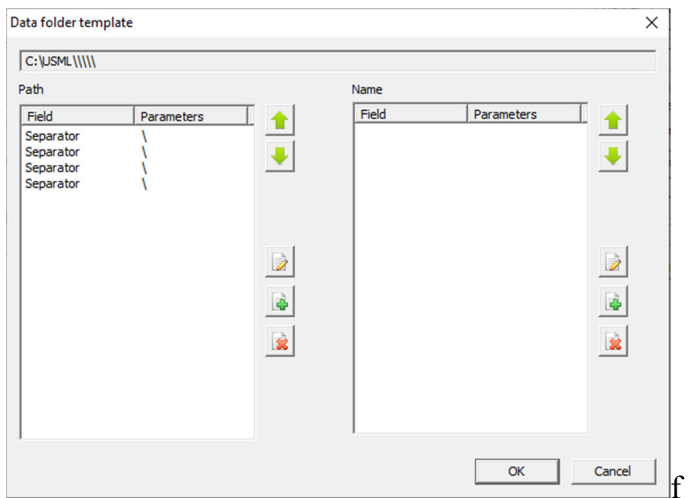 Data folder template
C:\USML\\\\\
Path
Name
Field Parameters
Field Parameters
Separator \
Separator \
Separator \
Separator \
OK Cancel
f